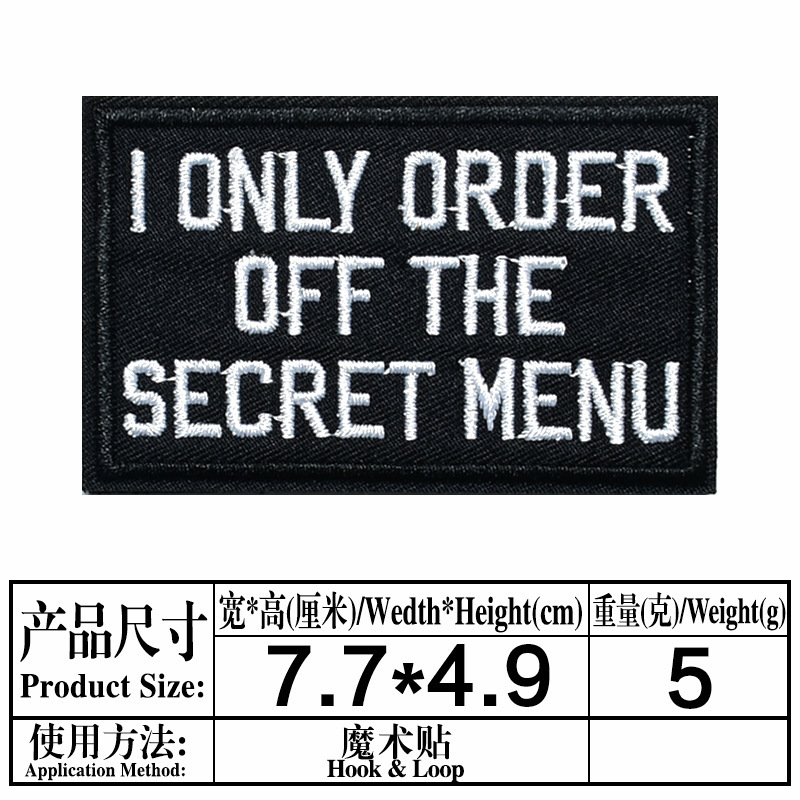 I ONLY ORDER
OFF THE
SECRET MENU
产品尺寸
Product Size:
宽*高(厘米)/Wedth*Height(cm)
重量(克)/Weight(g)
7.7*4.9
5
使用方法:
Application Method:
魔术贴
Hook & Loop